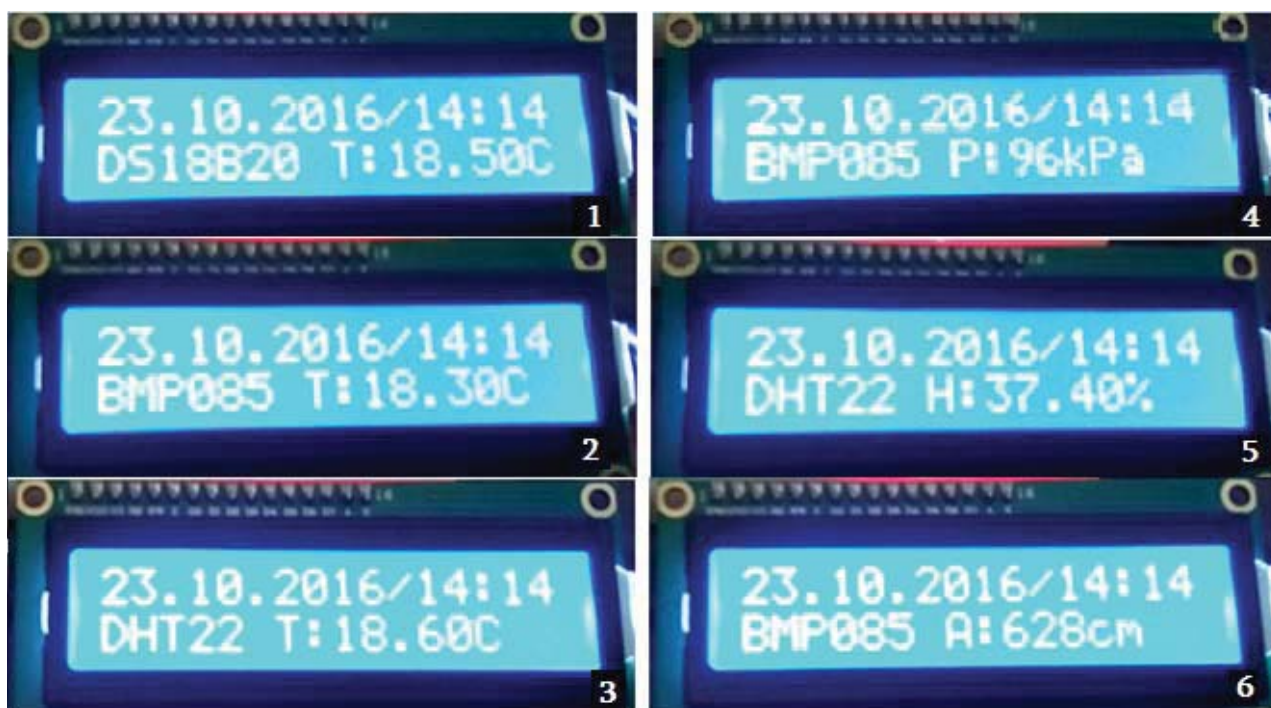 23.10.2016/14:14
DS18B20 T:18.50C
1
23.10.2016/14:14
BMP085 T:18.30C
2
23.10.2016/14:14
DHT22 T:18.60C
3
23.10.2016/14:14
BMP085 P:96kPa
4
23.10.2016/14:14
DHT22 H:37.40%
5
23.10.2016/14:14
BMP085 A:628cm
6